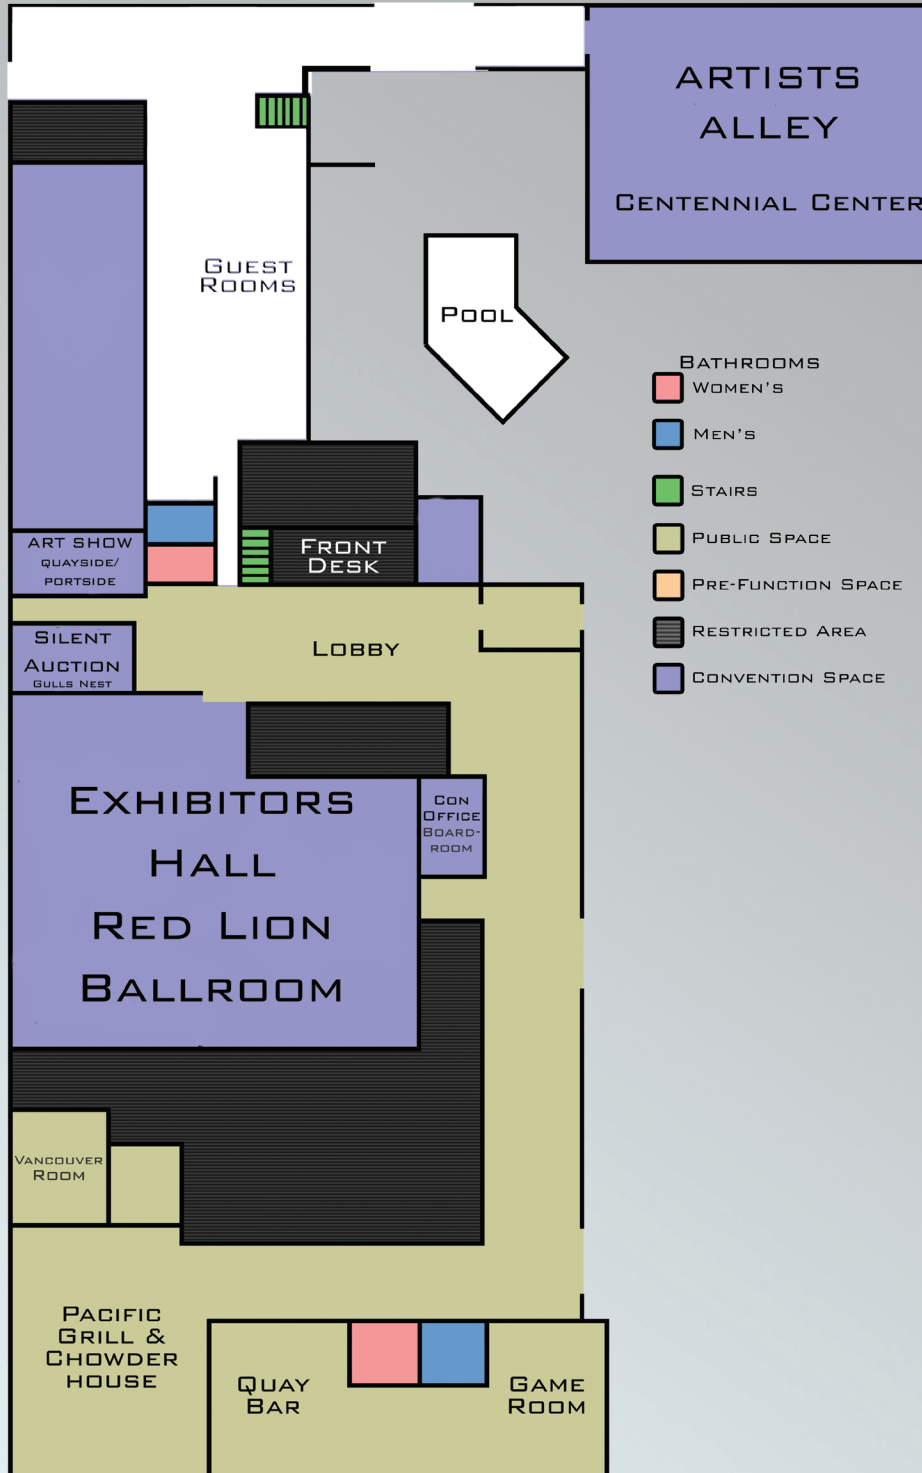 ARTISTS
ALLEY
CENTENNIAL CENTER
GUEST
ROOMS
POOL
BATHROOMS
WOMEN'S
MEN'S
STAIRS
PUBLIC SPACE
PRE-FUNCTION SPACE
RESTRICTED AREA
CONVENTION SPACE
ART SHOW
QUAYSIDE/
PORTSIDE
FRONT
DESK
SILENT
AUCTION
GULLS NEST
LOBBY
EXHIBITORS
HALL
RED LION
BALLROOM
CON
OFFICE
BOARD-
ROOM
VANCOUVER
ROOM
PACIFIC
GRILL &
CHOWDER
HOUSE
QUAY
BAR
GAME
ROOM